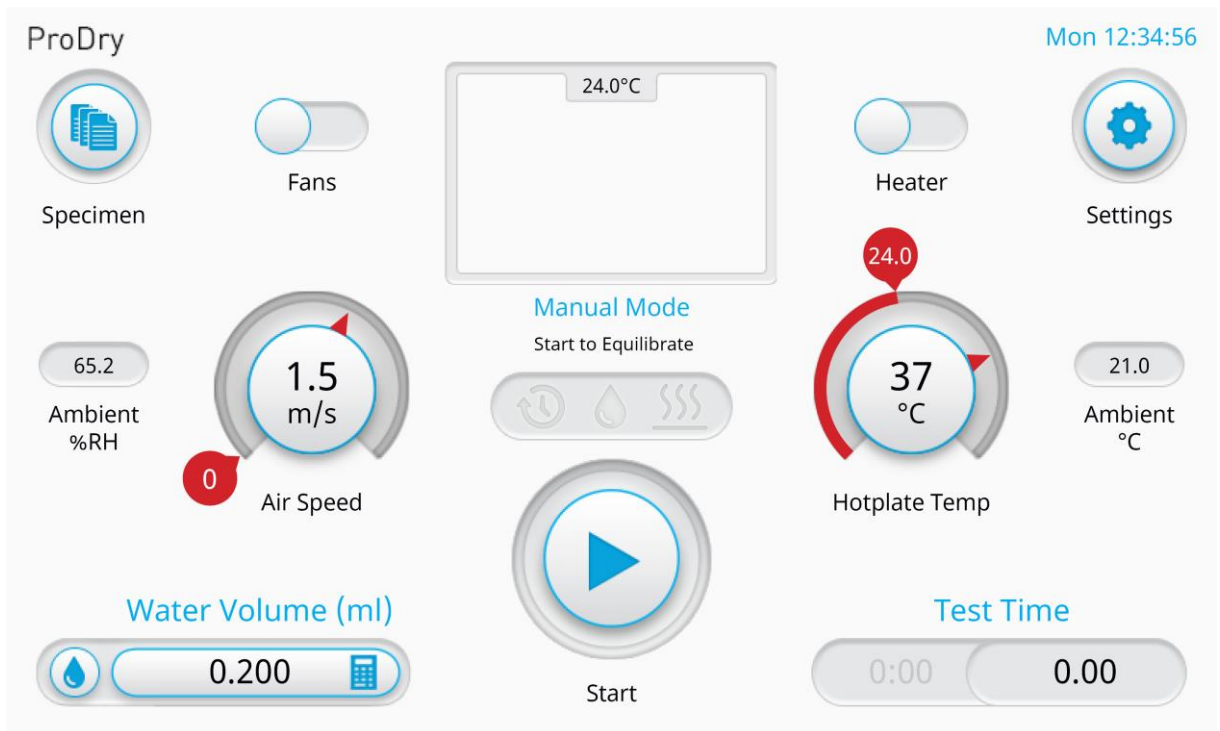 ProDry
Mon 12:34:56
24.0°C
Fans
Heater
Specimen
Settings
24.0
Manual Mode
Start to Equilibrate
65.2
Ambient
%RH
1.5
m/s
0
Air Speed
37
°C
Hotplate Temp
21.0
Ambient
°C
Water Volume (ml)
0.200
Start
Test Time
0:00
0.00